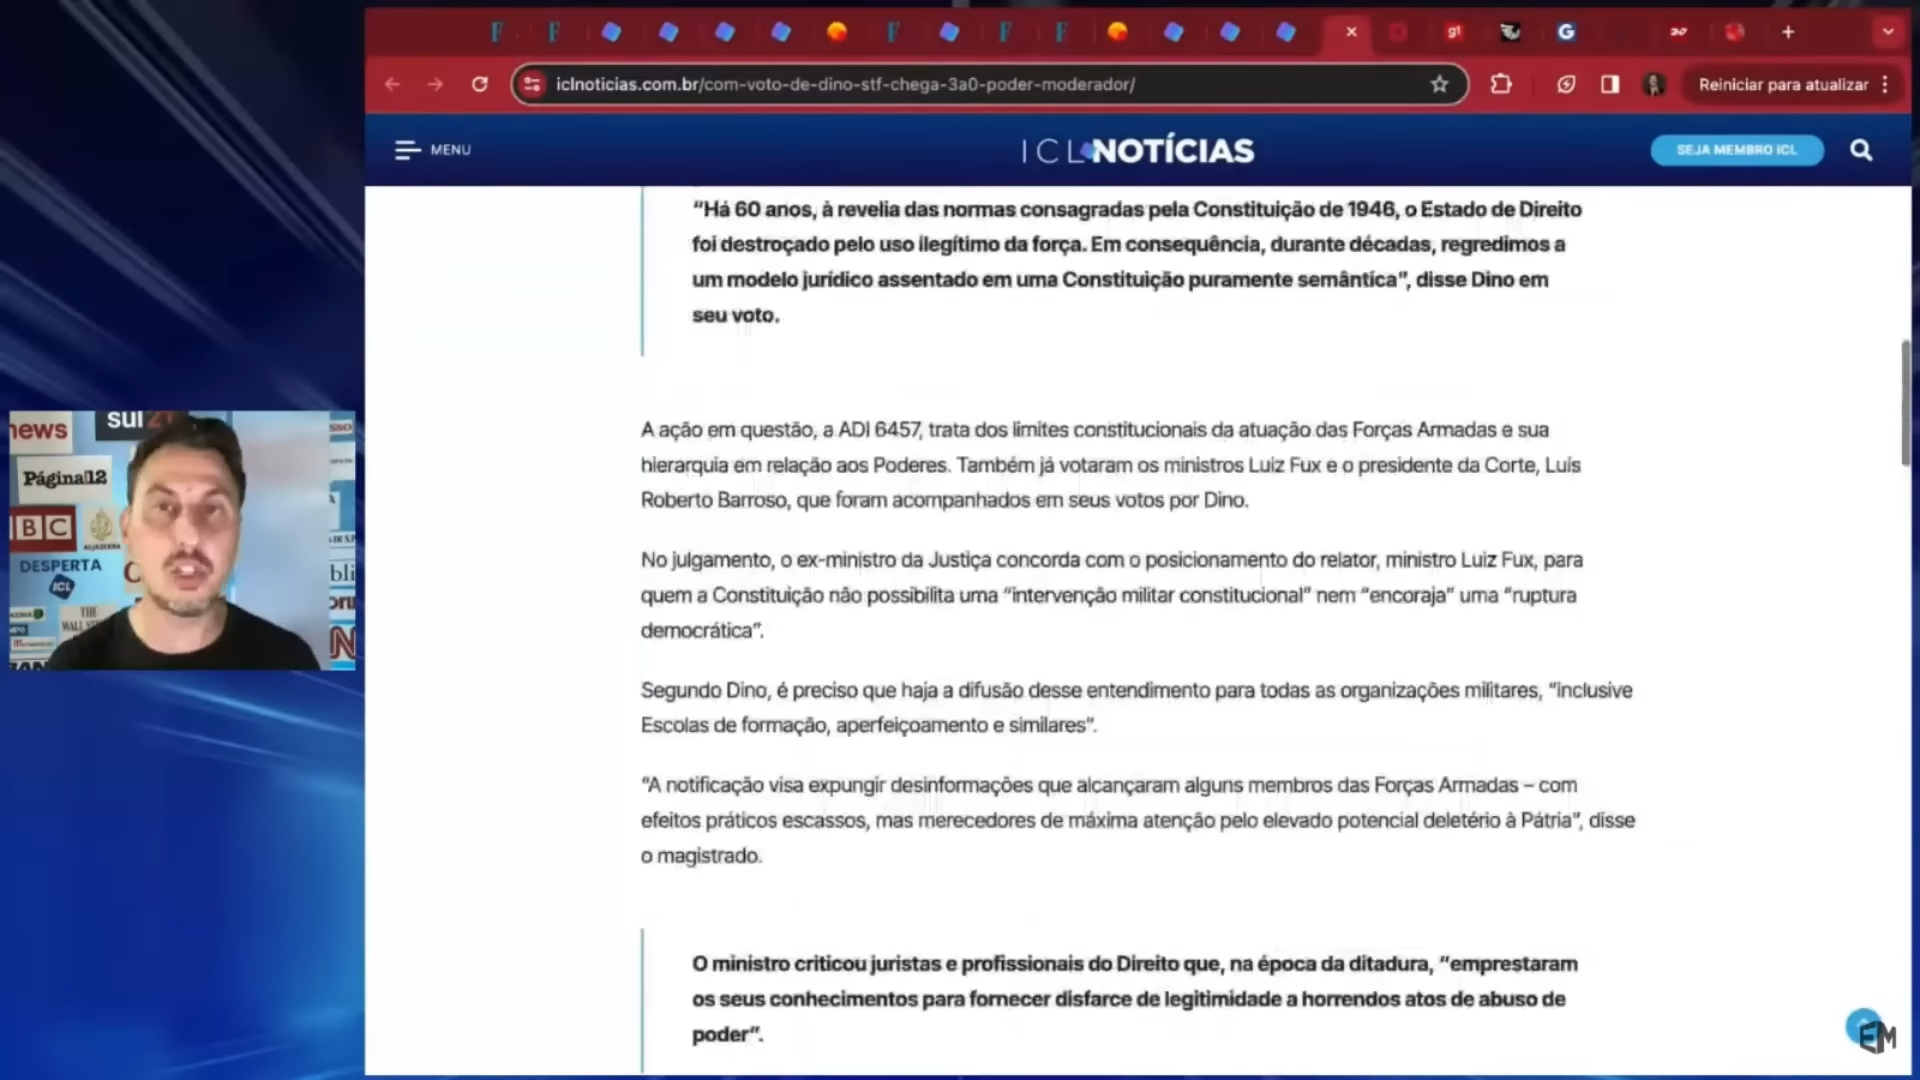 g1
G
iclnoticias.com.br/com-voto-de-dino-stf-chega-3a0-poder-moderador/
Reiniciar para atualizar
MENU
ICL NOTÍCIAS
SEJA MEMBRO ICL
“Há 60 anos, à revelia das normas consagradas pela Constituição de 1946, o Estado de Direito
foi destroçado pelo uso ilegítimo da força. Em consequência, durante décadas, regredimos a
um modelo jurídico assentado em uma Constituição puramente semântica”, disse Dino em
seu voto.
A ação em questão, a ADI 6457, trata dos limites constitucionais da atuação das Forças Armadas e sua
hierarquia em relação aos Poderes. Também já votaram os ministros Luiz Fux e o presidente da Corte, Luís
Roberto Barroso, que foram acompanhados em seus votos por Dino.
No julgamento, o ex-ministro da Justiça concorda com o posicionamento do relator, ministro Luiz Fux, para
quem a Constituição não possibilita uma “intervenção militar constitucional” nem “encoraja” uma “ruptura
democrática”.
Segundo Dino, é preciso que haja a difusão desse entendimento para todas as organizações militares, “inclusive
Escolas de formação, aperfeiçoamento e similares”.
“A notificação visa expungir desinformações que alcançaram alguns membros das Forças Armadas – com
efeitos práticos escassos, mas merecedores de máxima atenção pelo elevado potencial deletério à Pátria”, disse
o magistrado.
O ministro criticou juristas e profissionais do Direito que, na época da ditadura, “emprestaram
os seus conhecimentos para fornecer disfarce de legitimidade a horrendos atos de abuso de
poder”.
news
sul 21
Página12
BBC
ALJAZEERA
DESPERTA
ICL
THE
EM